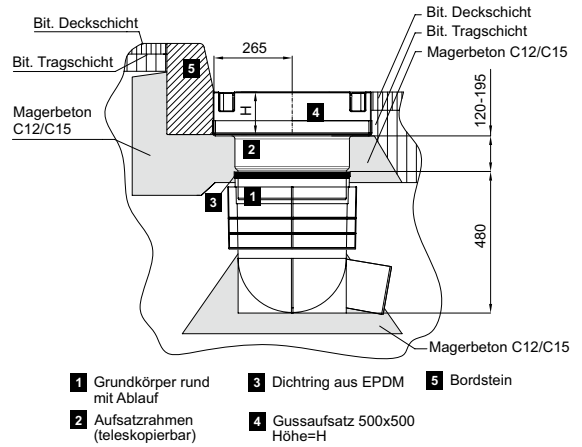 Bit. Deckschicht
Bit. Tragschicht
Magerbeton
C12/C15
265
Bit. Deckschicht
Bit. Tragschicht
Magerbeton C12/C15
5
H
4
2
3
1
120-195
480
Magerbeton C12/C15
1 Grundkörper rund
mit Ablauf
3 Dichtring aus EPDM
5 Bordstein
2 Aufsatzrahmen
(teleskopierbar)
4 Gussaufsatz 500x500
Höhe=H